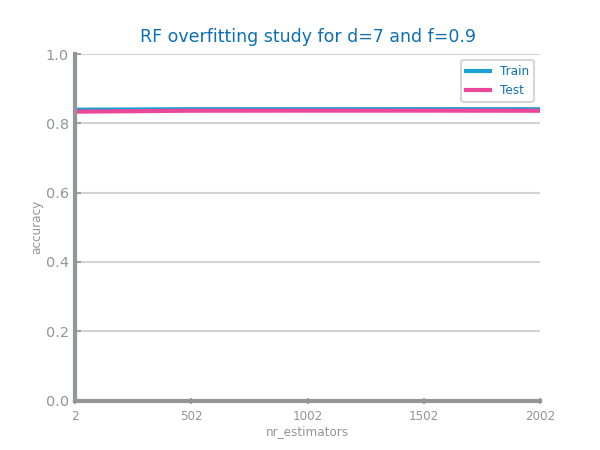 RF overfitting study for d=7 and f=0.9
1.0
0.8
0.6
0.4
0.2
0.0
accuracy
Train
Test
2 502 1002 1502 2002
nr_estimators